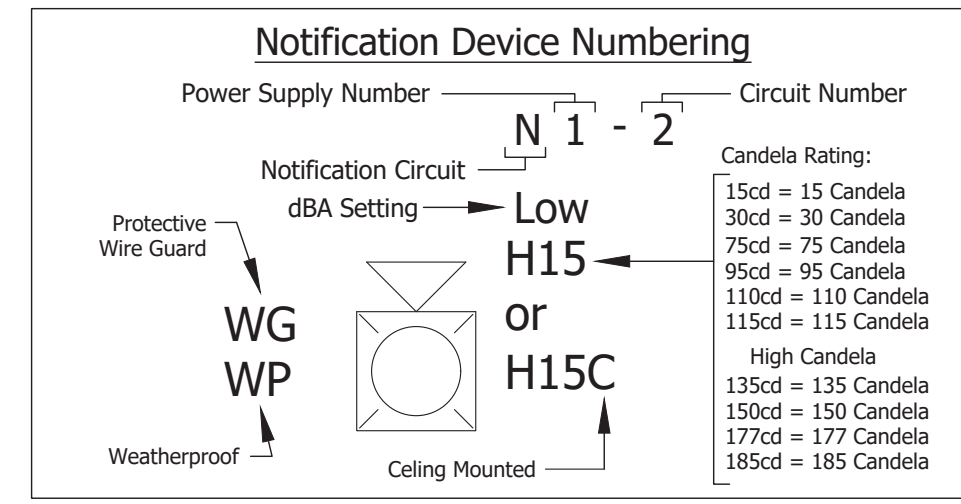 Notification Device Numbering
Power Supply Number
Circuit Number
N 1 - 2
Notification Circuit
dBA Setting
Low
H15
or
H15C
Protective
Wire Guard
WG
WP
Weatherproof
Celing Mounted
Candela Rating:
15cd = 15 Candela
30cd = 30 Candela
75cd = 75 Candela
95cd = 95 Candela
110cd = 110 Candela
115cd = 115 Candela
High Candela
135cd = 135 Candela
150cd = 150 Candela
177cd = 177 Candela
185cd = 185 Candela